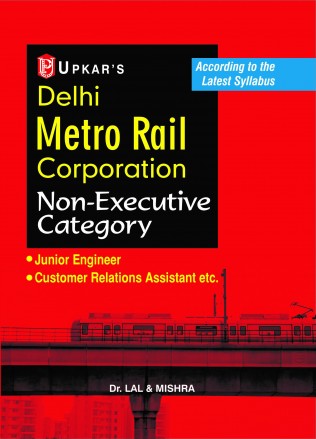 UPKAR'S
According to the
Latest Syllabus
Delhi
Metro Rail
Corporation
Non-Executive
Category
• Junior Engineer
• Customer Relations Assistant etc.
Dr. LAL & MISHRA